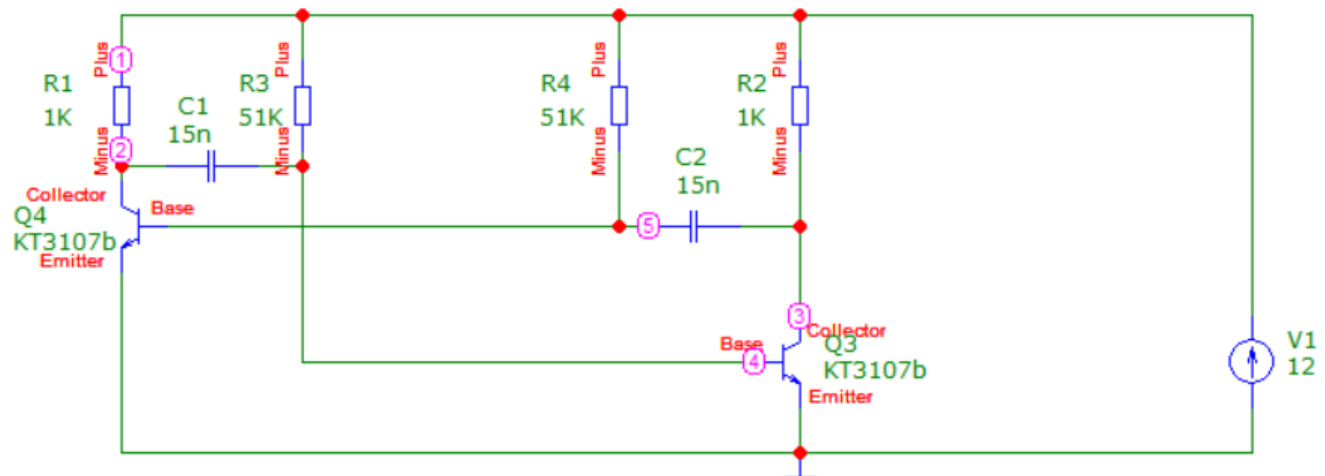 Plus
1
R1
1K
Minus
2
C1
15n
Plus
R3
51K
Minus
Plus
R4
51K
Minus
Plus
R2
1K
Minus
C2
15n
5
Collector
Base
Q4
KT3107b
Emitter
3
Collector
Base
4
Q3
KT3107b
Emitter
V1
12